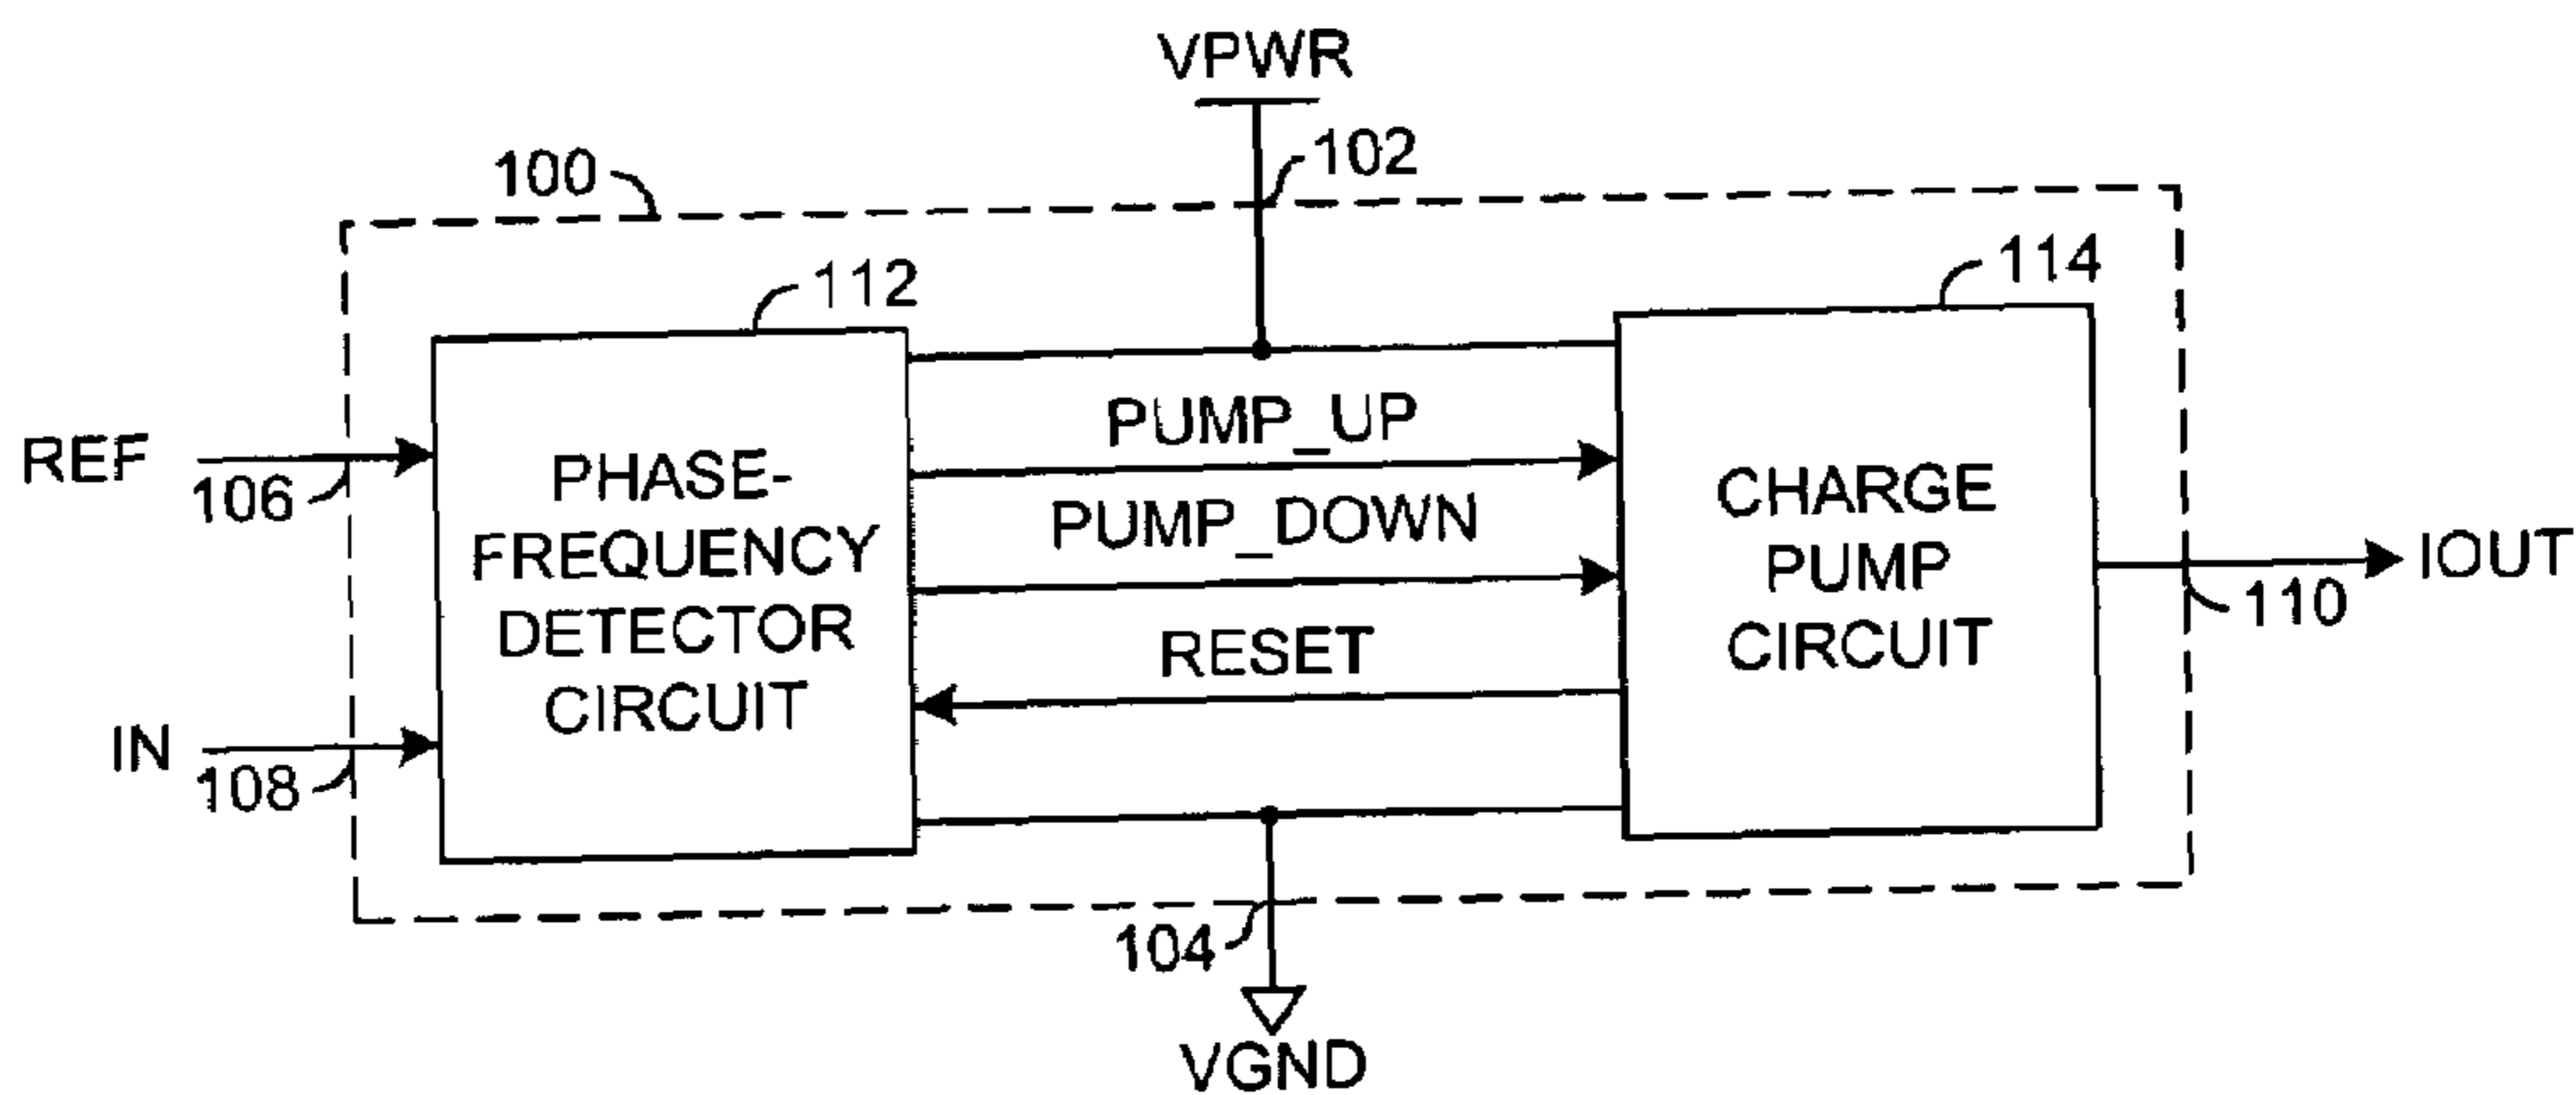 VPWR
100
102
112
114
REF
106
PHASE-
FREQUENCY
DETECTOR
CIRCUIT
PUMP_UP
PUMP_DOWN
RESET
CHARGE
PUMP
CIRCUIT
IOUT
110
IN
108
104
VGND